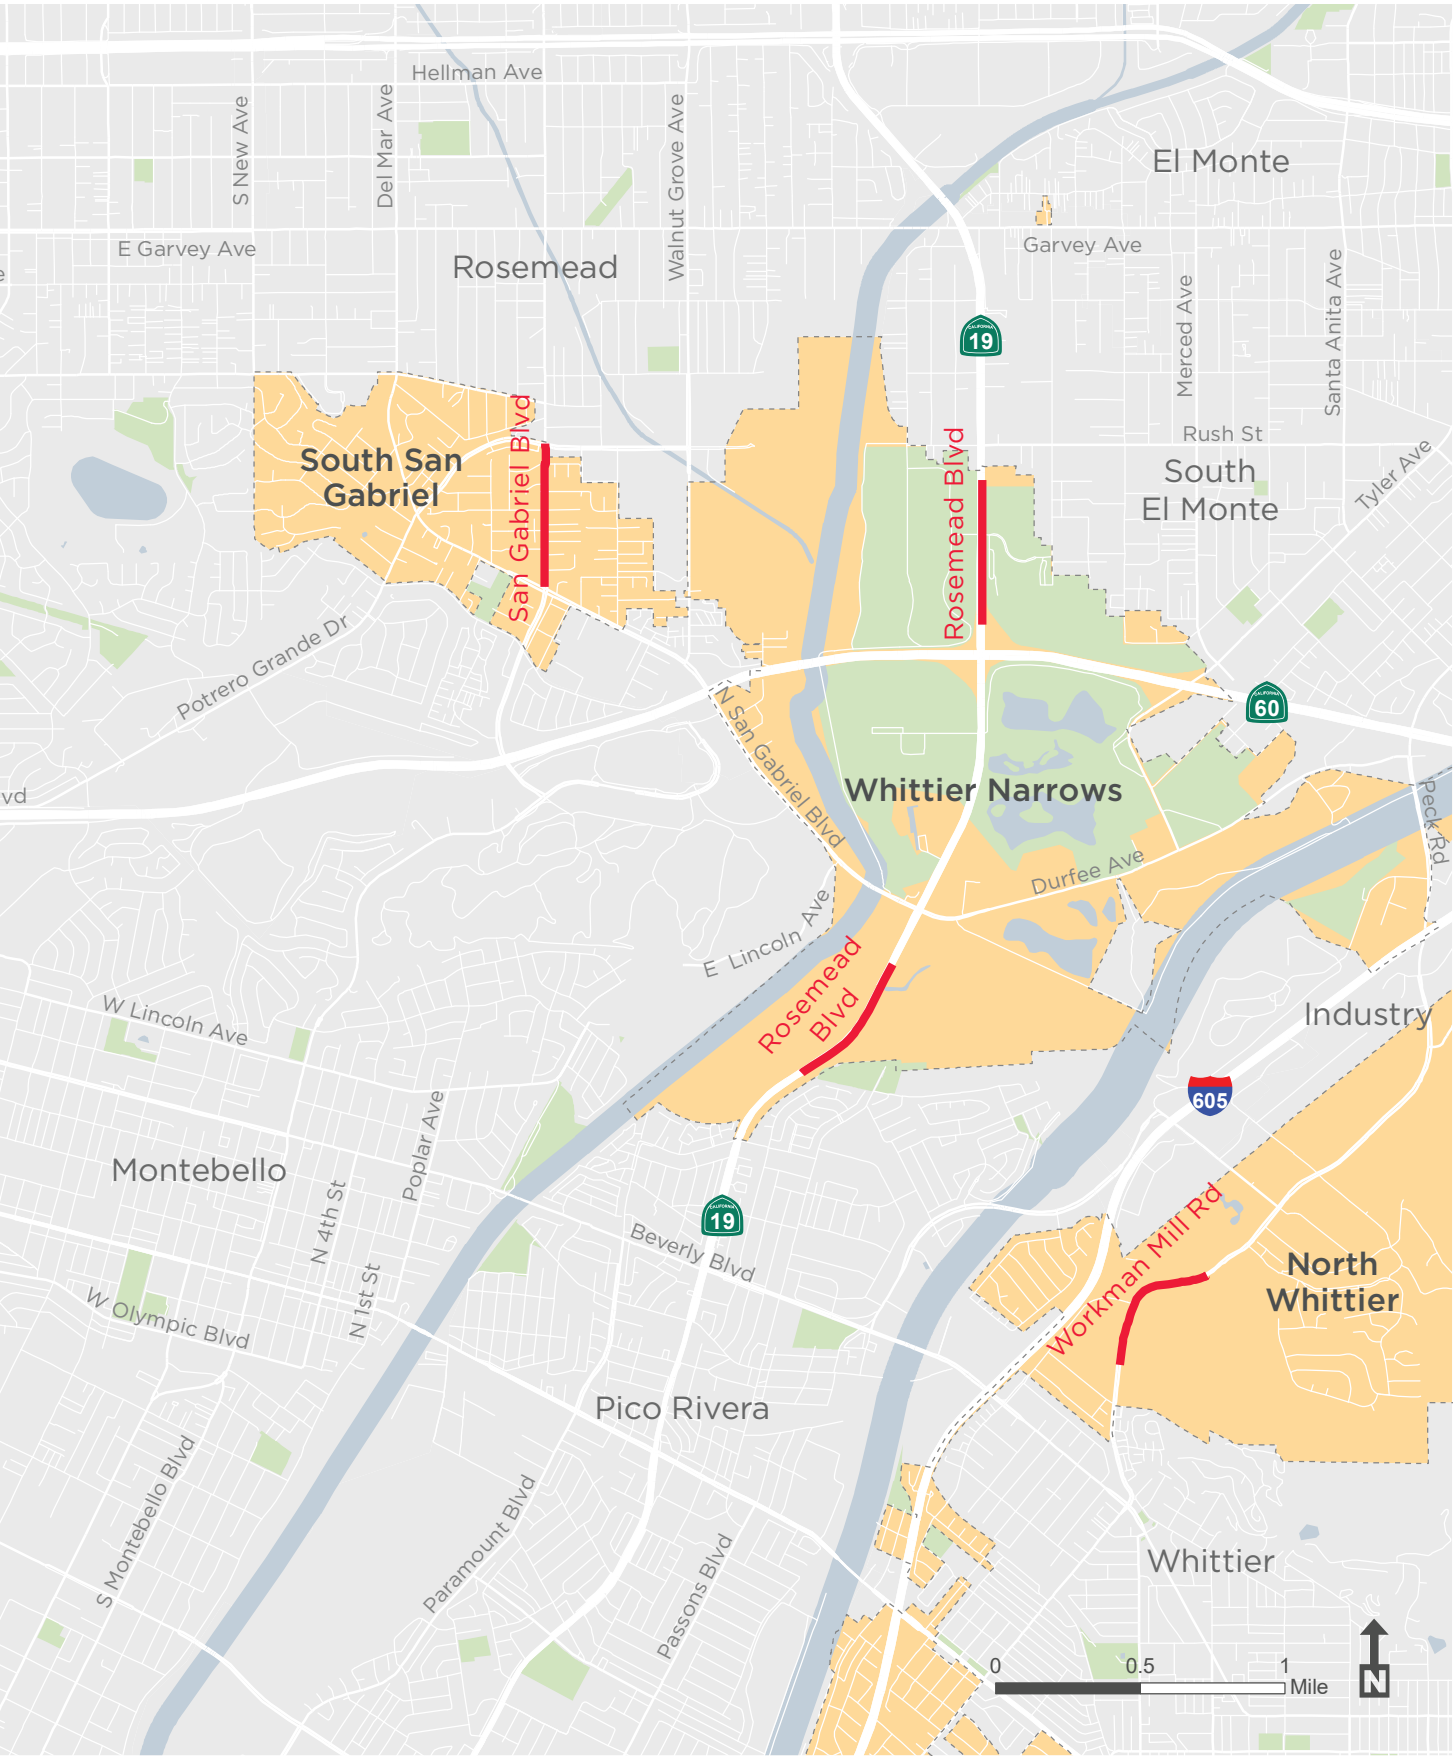 Hellman Ave
S New Ave
Del Mar Ave
Walnut Grove Ave
El Monte
E Garvey Ave
Garvey Ave
Rosemead
e
CALIFORNIA
19
Merced Ave
Santa Anita Ave
San Gabriel Blvd
Rosemead Blvd
Rush St
South San
Gabriel
South
El Monte
Tyler Ave
Potrero Grande Dr
N San Gabriel Blvd
CALIFORNIA
60
vd
Whittier Narrows
Peck Rd
Durfee Ave
E Lincoln Ave
Rosemead
Blvd
W Lincoln Ave
Industry
605
Poplar Ave
Montebello
N 4th St
CALIFORNIA
19
Workman Mill Rd
Beverly Blvd
North
Whittier
N 1st St
W Olympic Blvd
Pico Rivera
S Montebello Blvd
Paramount Blvd
Passons Blvd
Whittier
0 0.5 1
Mile
N